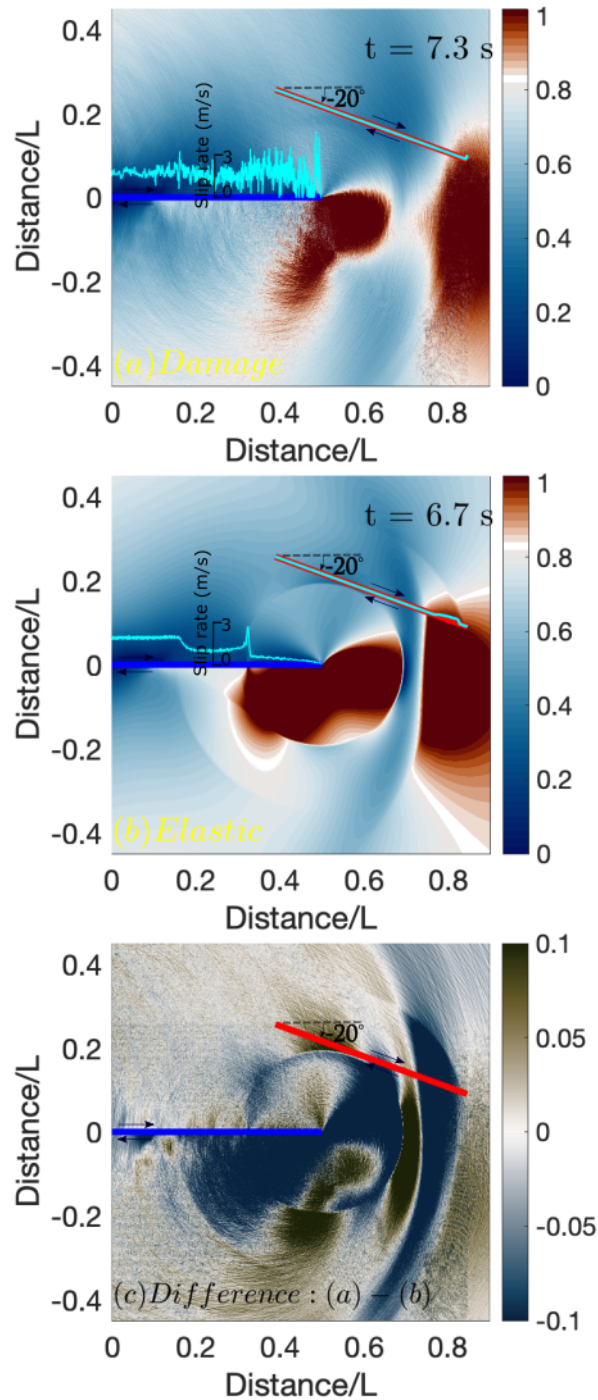 0.4
0.2
0
-0.2
-0.4
Distance/L
t = 7.3 s
-20°
Slip rate (m/s)
3
0
(a)Damage
0 0.2 0.4 0.6 0.8
Distance/L
1
0.8
0.6
0.4
0.2
0
0.4
0.2
0
-0.2
-0.4
Distance/L
t = 6.7 s
-20°
Slip rate (m/s)
3
0
(b)Elastic
0 0.2 0.4 0.6 0.8
Distance/L
1
0.8
0.6
0.4
0.2
0
0.4
0.2
0
-0.2
-0.4
Distance/L
-20°
(c)Difference : (a) − (b)
0 0.2 0.4 0.6 0.8
Distance/L
0.1
0.05
0
-0.05
-0.1